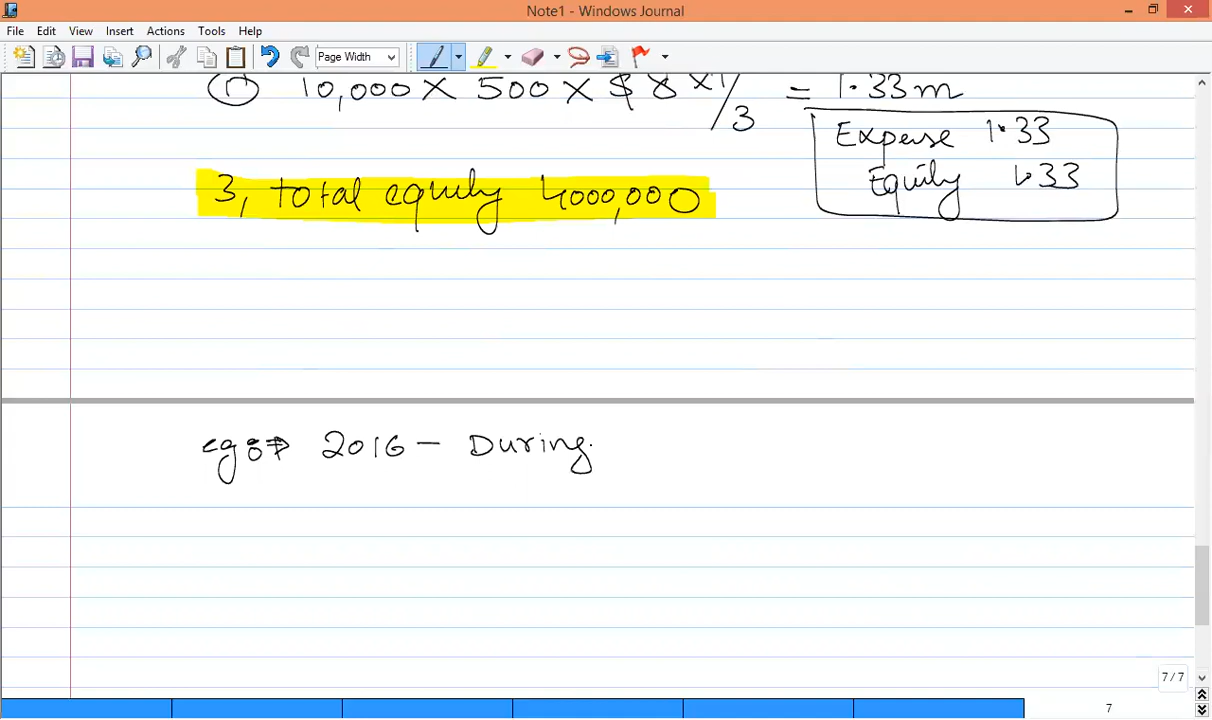 Note1 - Windows Journal
File Edit View Insert Actions Tools Help
Page Width
10,000 X 500 X $ 8 x 1/3 = 1.33m
Expense 1.33
Equity 1.33
3, total equity 4000,000
eg 2016 - During
7 / 7
7